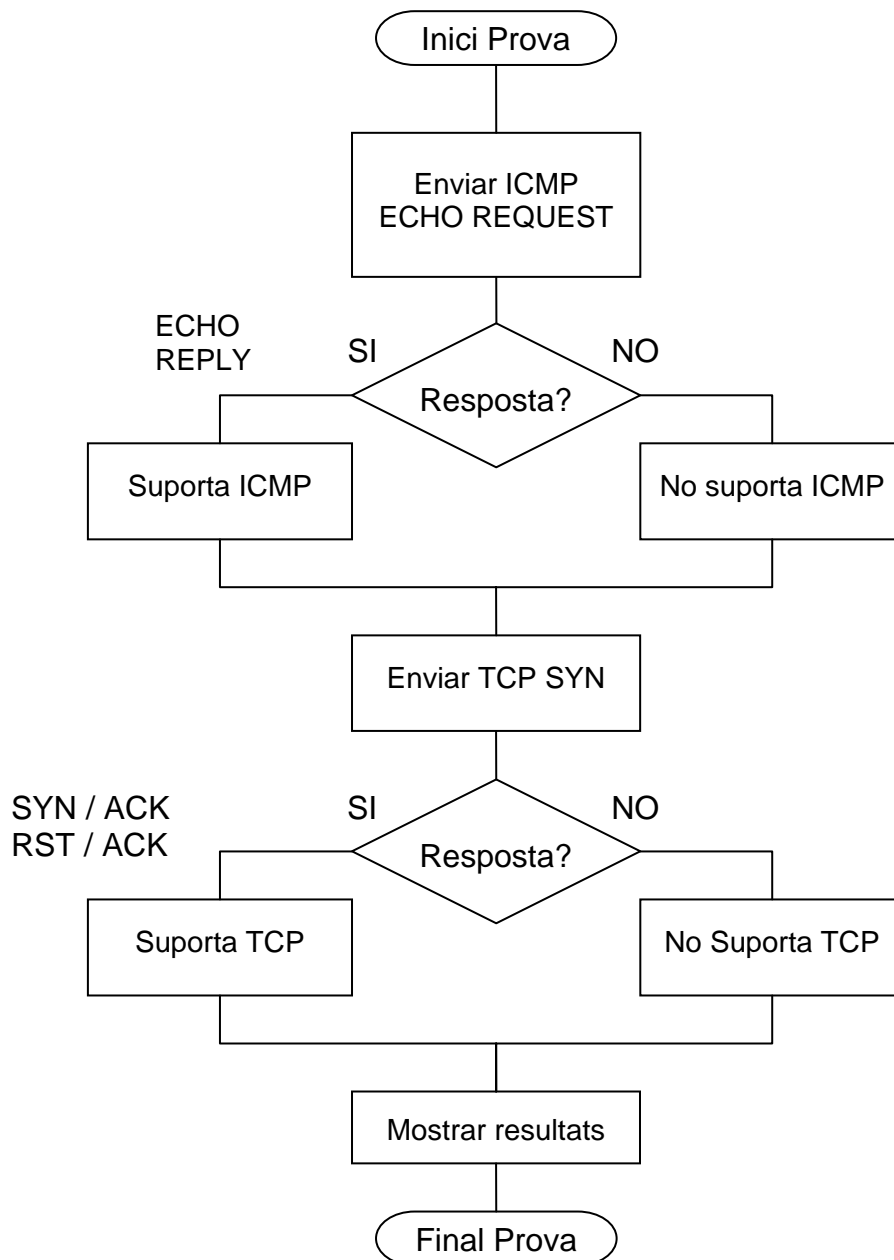 Inici Prova
Enviar ICMP
ECHO REQUEST
ECHO
REPLY
SI
NO
Resposta?
Suporta ICMP
No suporta ICMP
Enviar TCP SYN
SYN / ACK
RST / ACK
SI
NO
Resposta?
Suporta TCP
No Suporta TCP
Mostrar resultats
Final Prova